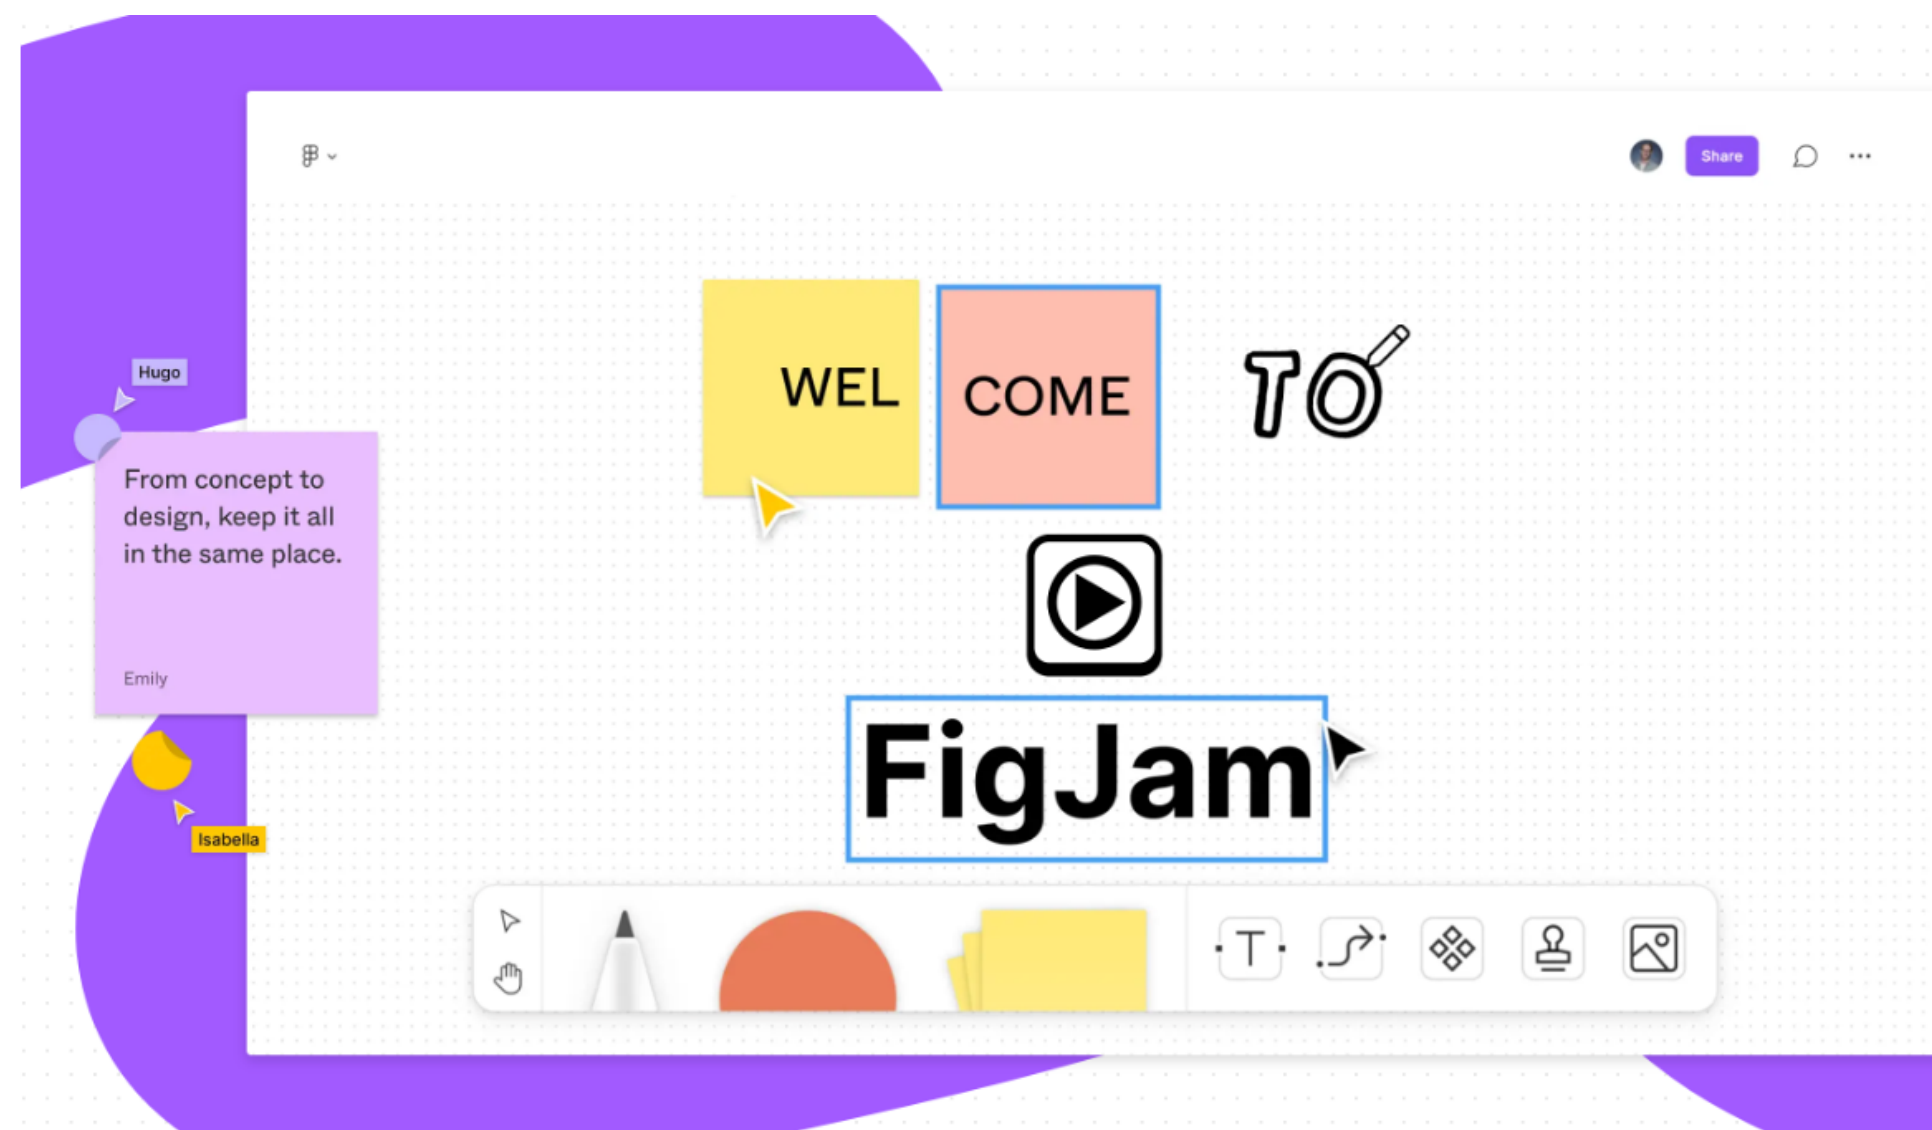 Share
WEL
COME
TO
Hugo
From concept to
design, keep it all
in the same place.
Emily
FigJam
Isabella
T